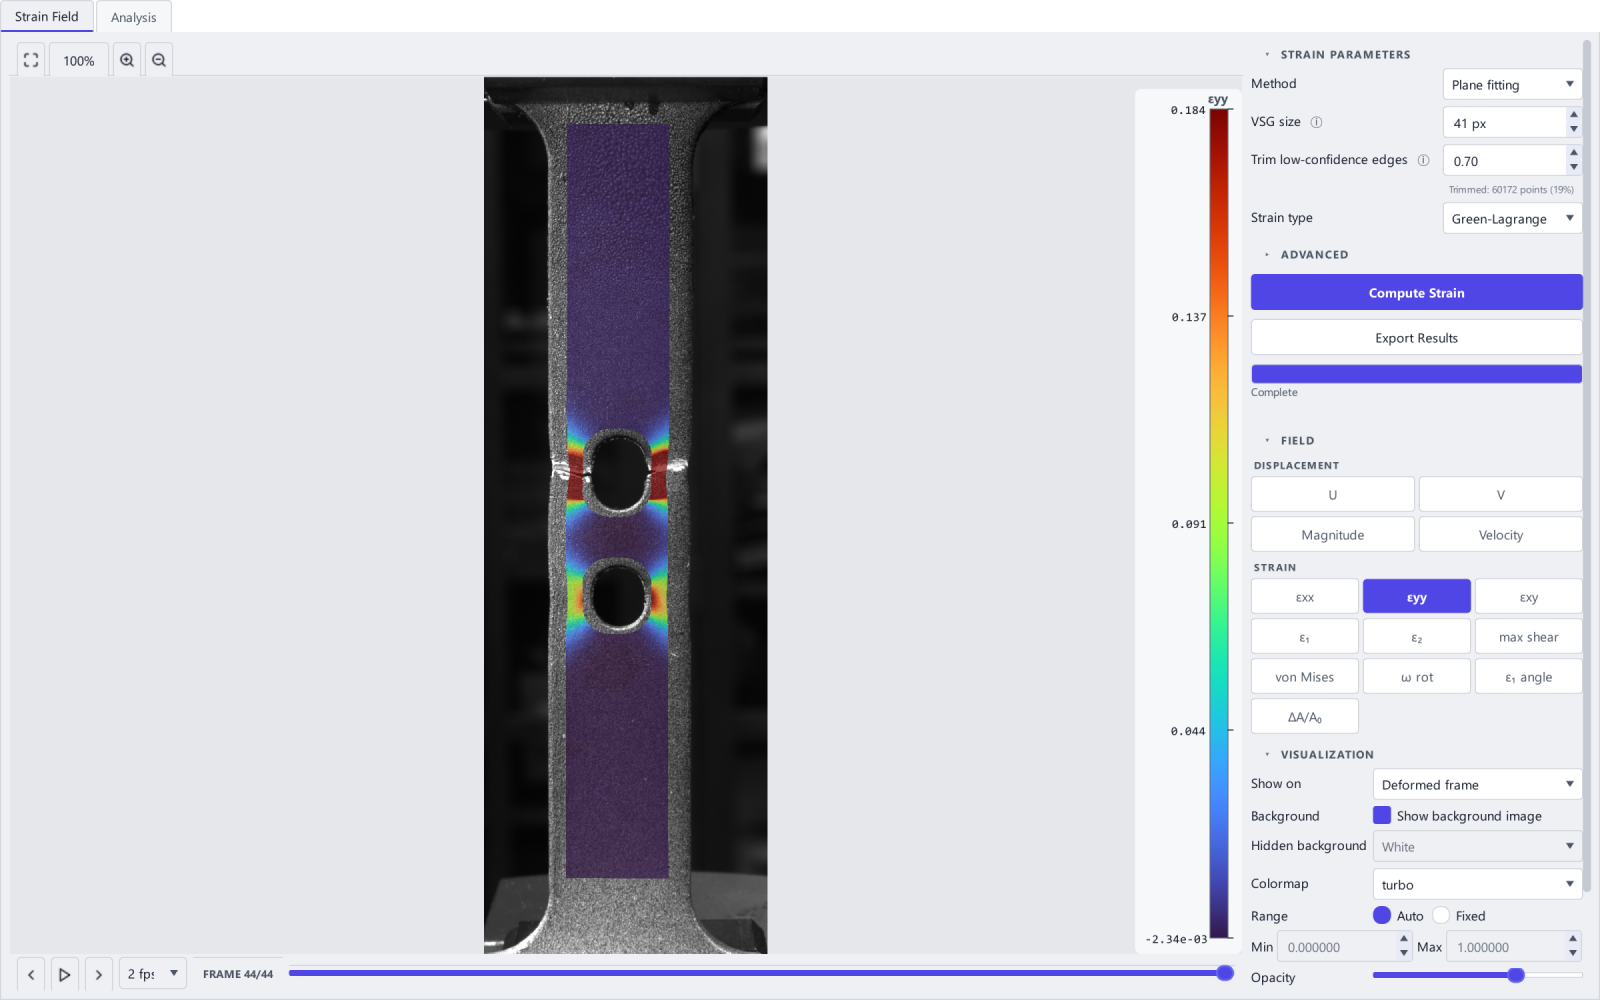 Strain Field
Analysis
100%
εyy
0.184
0.137
0.091
0.044
-2.34e-03
FRAME 44/44
2 fps
STRAIN PARAMETERS
Method
Plane fitting
VSG size
41 px
Trim low-confidence edges
0.70
Trimmed: 60172 points (19%)
Strain type
Green-Lagrange
ADVANCED
Compute Strain
Export Results
Complete
FIELD
DISPLACEMENT
U
V
Magnitude
Velocity
STRAIN
εxx
εyy
εxy
ε₁
ε₂
max shear
von Mises
ω rot
ε₁ angle
ΔA/A₀
VISUALIZATION
Show on
Deformed frame
Background
Show background image
Hidden background
White
Colormap
turbo
Range
Auto
Fixed
Min
0.000000
Max
1.000000
Opacity